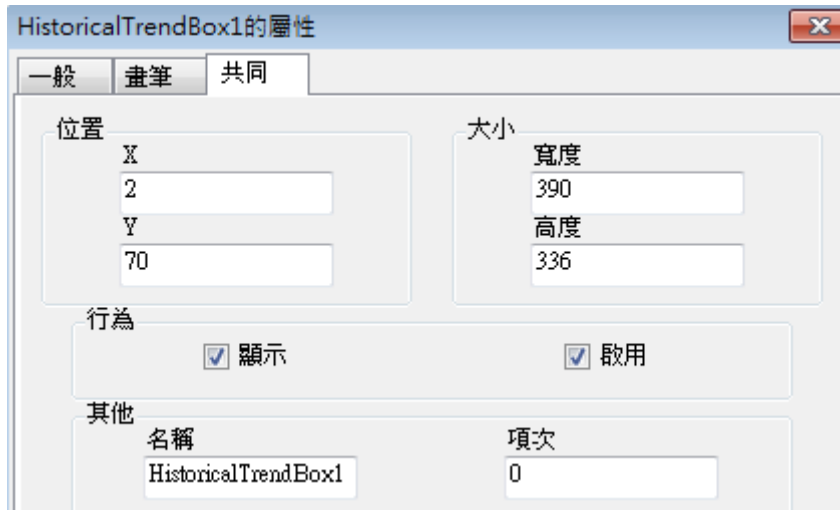 HistoricalTrendBox1的屬性
一般 畫筆 共同
位置 大小
X 寬度
2 390
Y 高度
70 336
行為
顯示 啟用
其他
名稱 項次
HistoricalTrendBox1 0